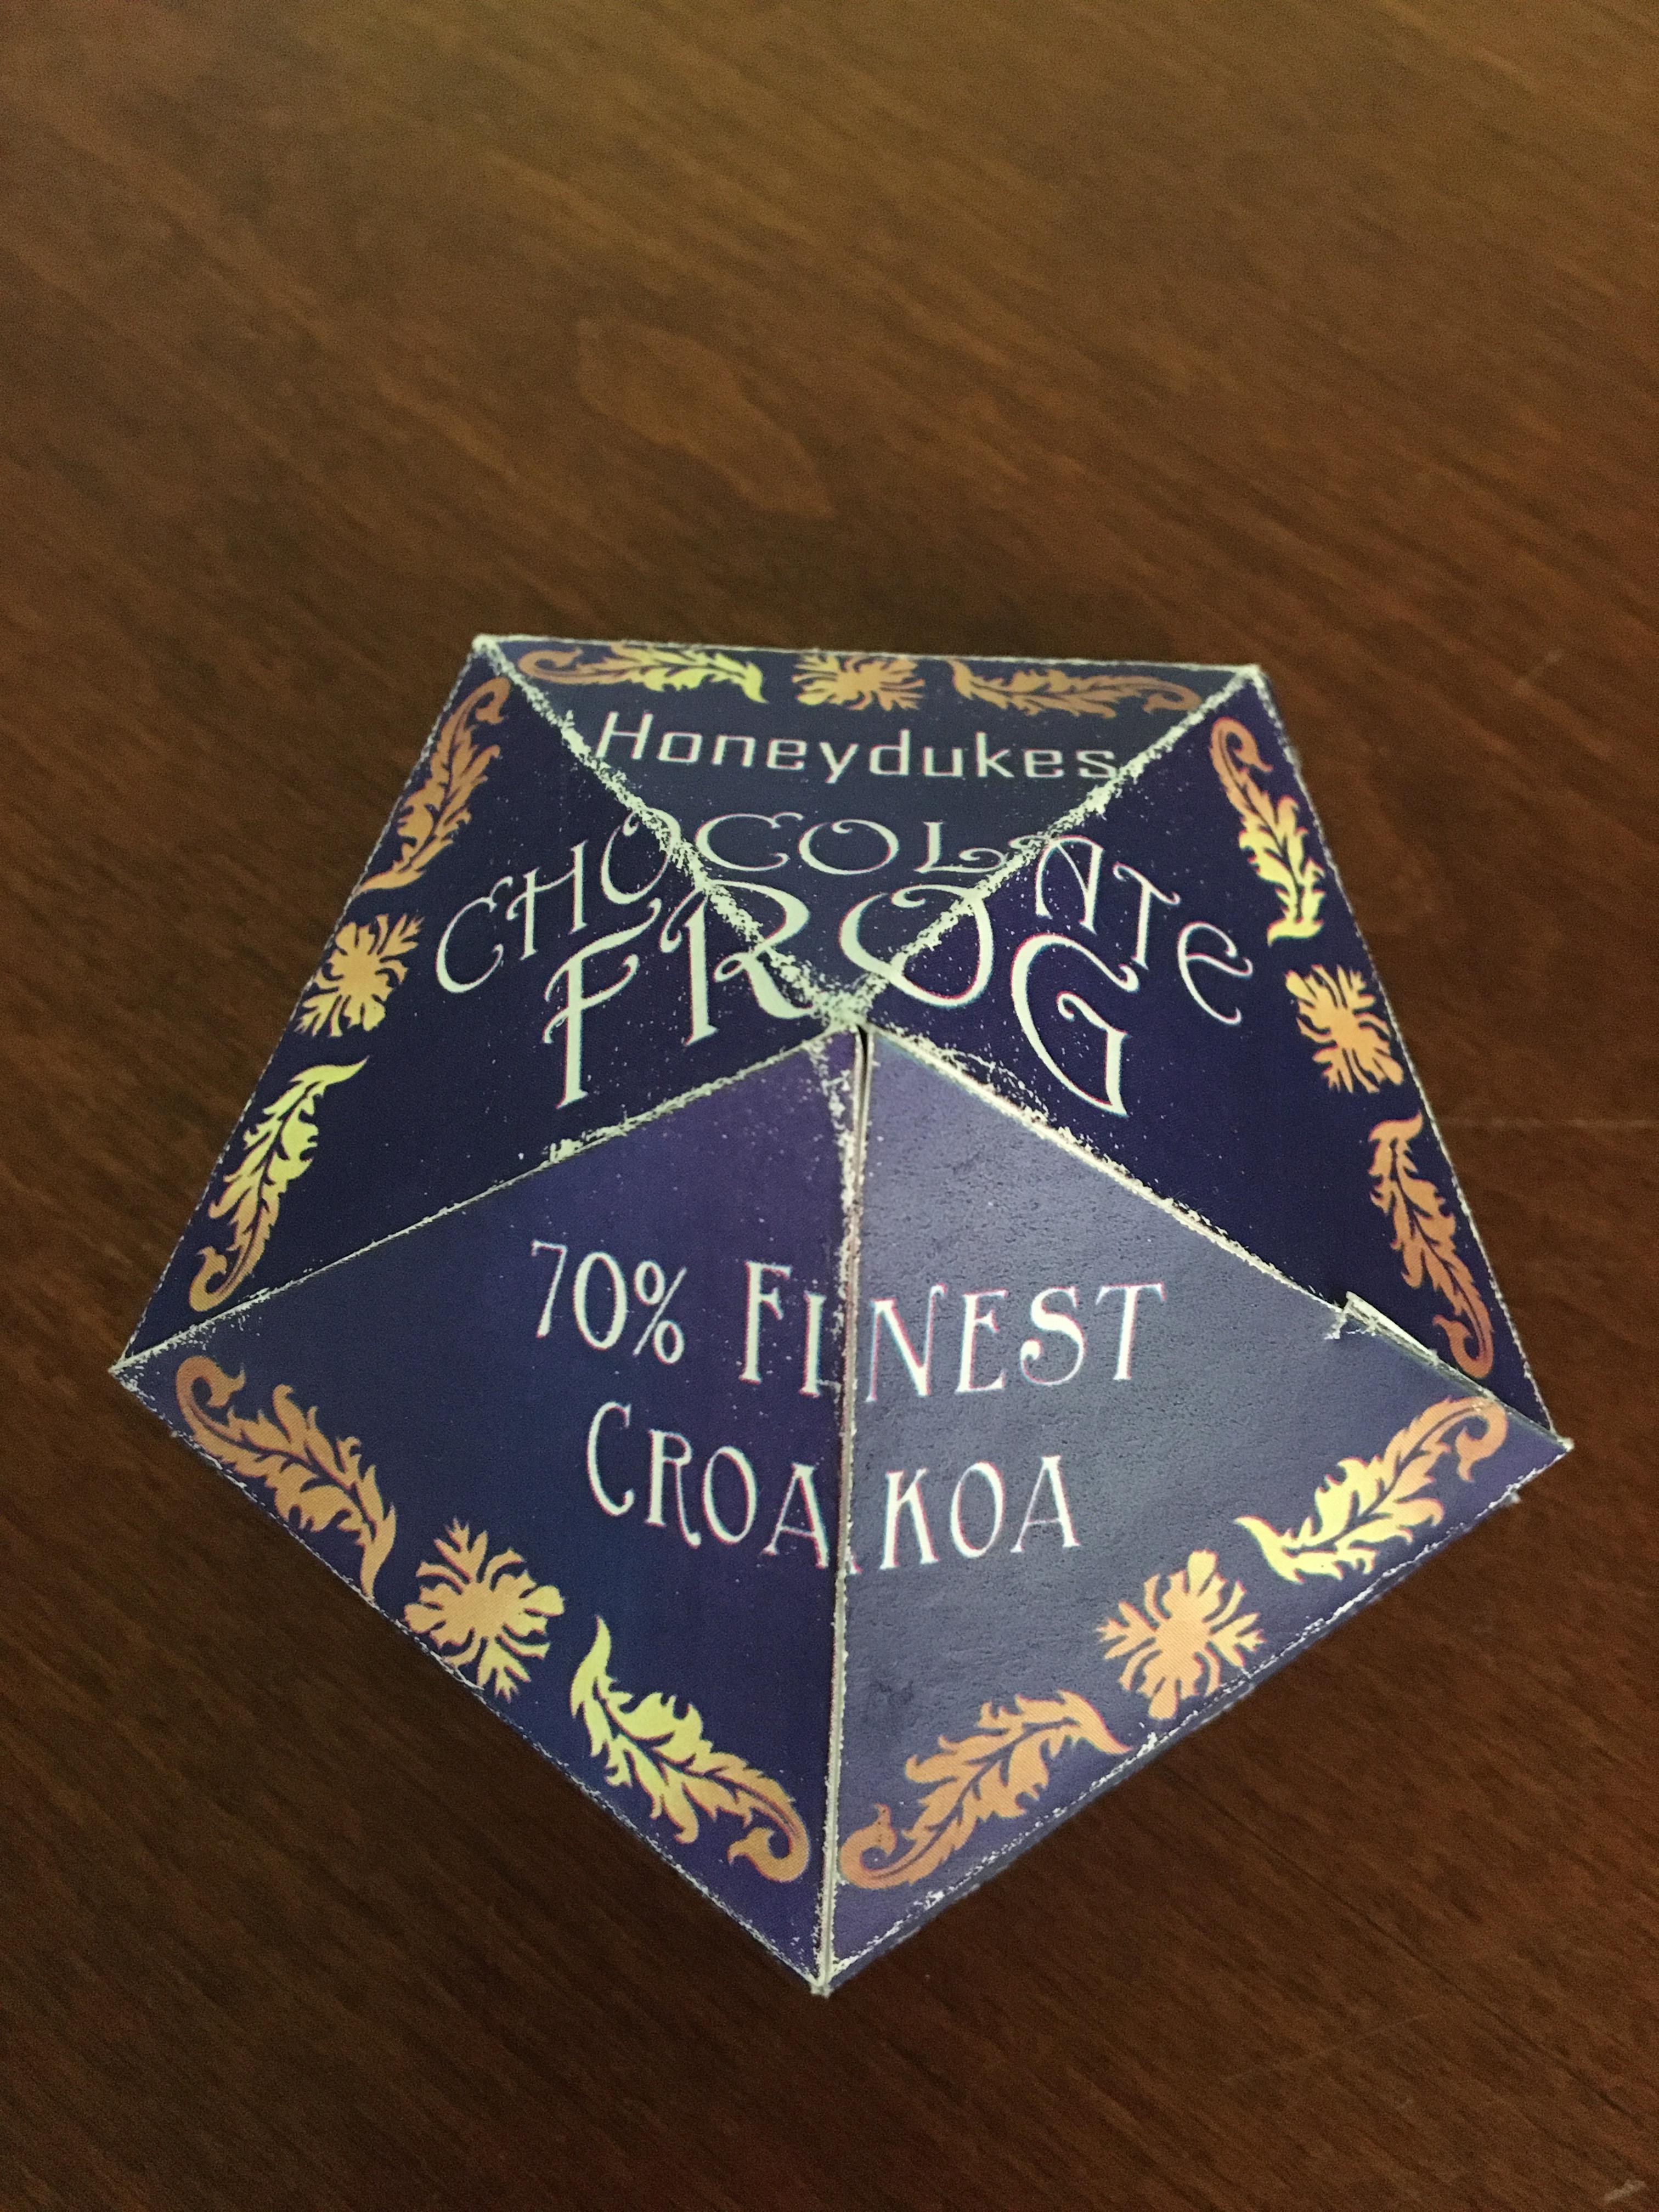 Honeydukes
CHOCOLATE
FROG
70% FINEST
CROAKOA